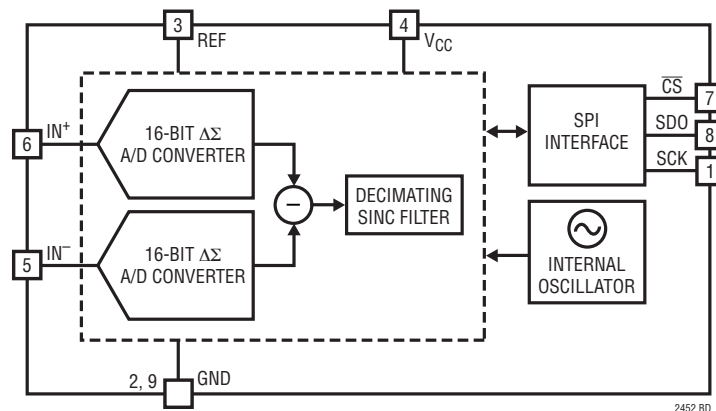 3
REF
4
VCC
6
IN+
16-BIT ΔΣ
A/D CONVERTER
5
IN−
16-BIT ΔΣ
A/D CONVERTER
−
DECIMATING
SINC FILTER
SPI
INTERFACE
CS
7
SDO
8
SCK
1
INTERNAL
OSCILLATOR
2, 9
GND
2452 BD